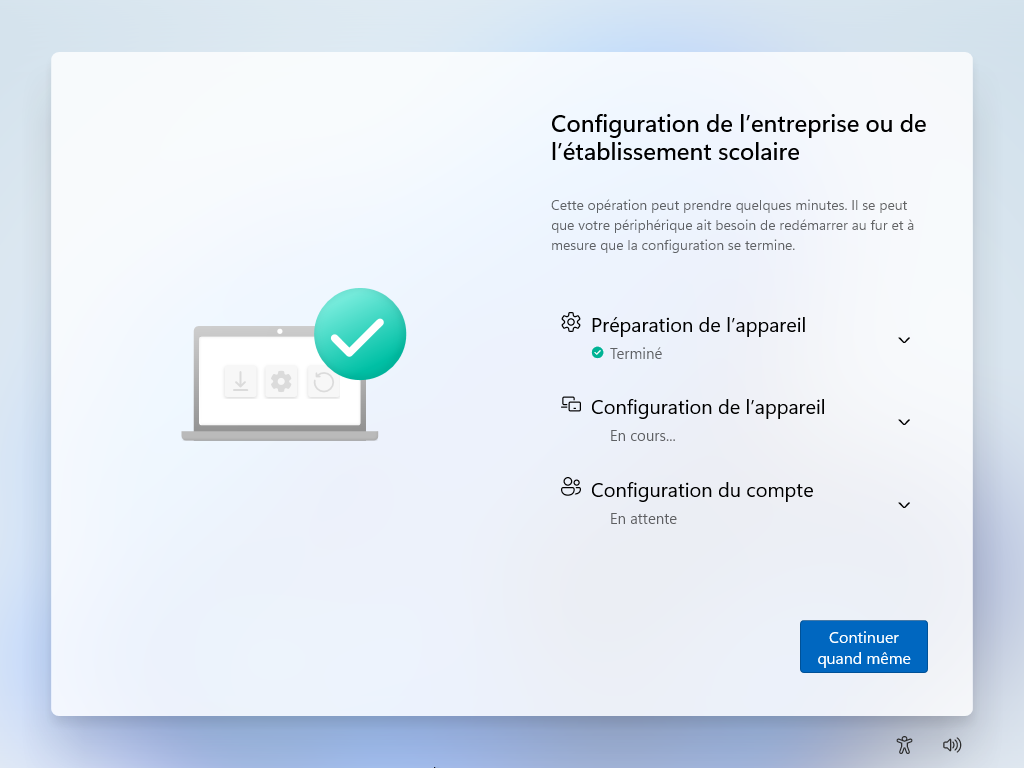 Configuration de l’entreprise ou de
l’établissement scolaire
Cette opération peut prendre quelques minutes. Il se peut
que votre périphérique ait besoin de redémarrer au fur et à
mesure que la configuration se termine.
Préparation de l’appareil
Terminé
Configuration de l’appareil
En cours...
Configuration du compte
En attente
Continuer
quand même